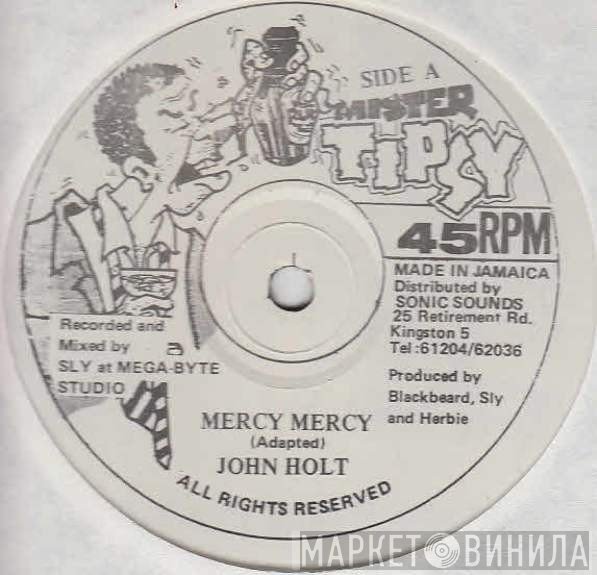 SIDE A
MISTER
TIPSY
45RPM
MADE IN JAMAICA
Distributed by
SONIC SOUNDS
25 Retirement Rd.
Kingston 5
Tel:61204/62036
Produced by
Blackbeard, Sly
and Herbie
Recorded and
Mixed by
SLY at MEGA-BYTE
STUDIO
MERCY MERCY
(Adapted)
JOHN HOLT
ALL RIGHTS RESERVED
МАРКЕТ ВИНИЛА